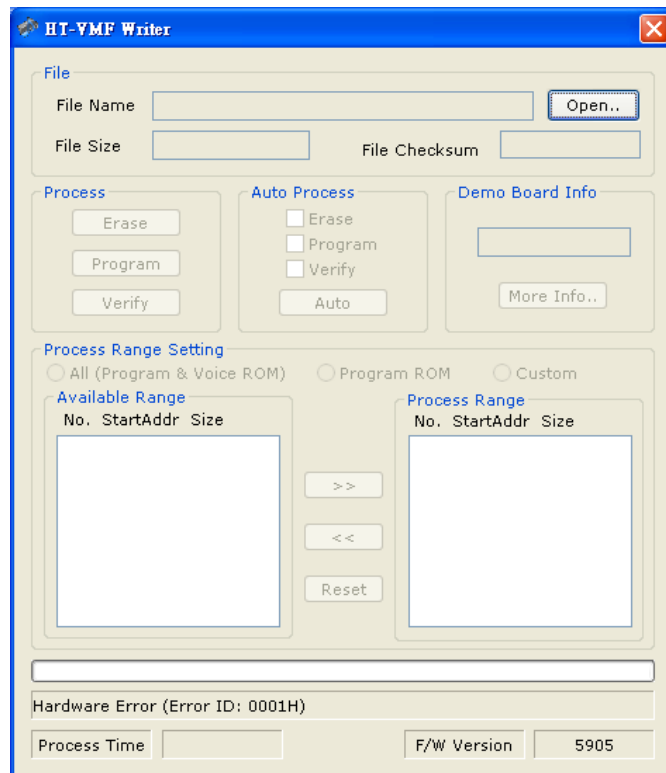 HT-VMF Writer
File
File Name
Open..
File Size
File Checksum
Process
Erase
Program
Verify
Auto Process
Erase
Program
Verify
Auto
Demo Board Info
More Info..
Process Range Setting
All (Program & Voice ROM)
Program ROM
Custom
Available Range
No. StartAddr Size
>>
<<
Reset
Process Range
No. StartAddr Size
Hardware Error (Error ID: 0001H)
Process Time
F/W Version
5905